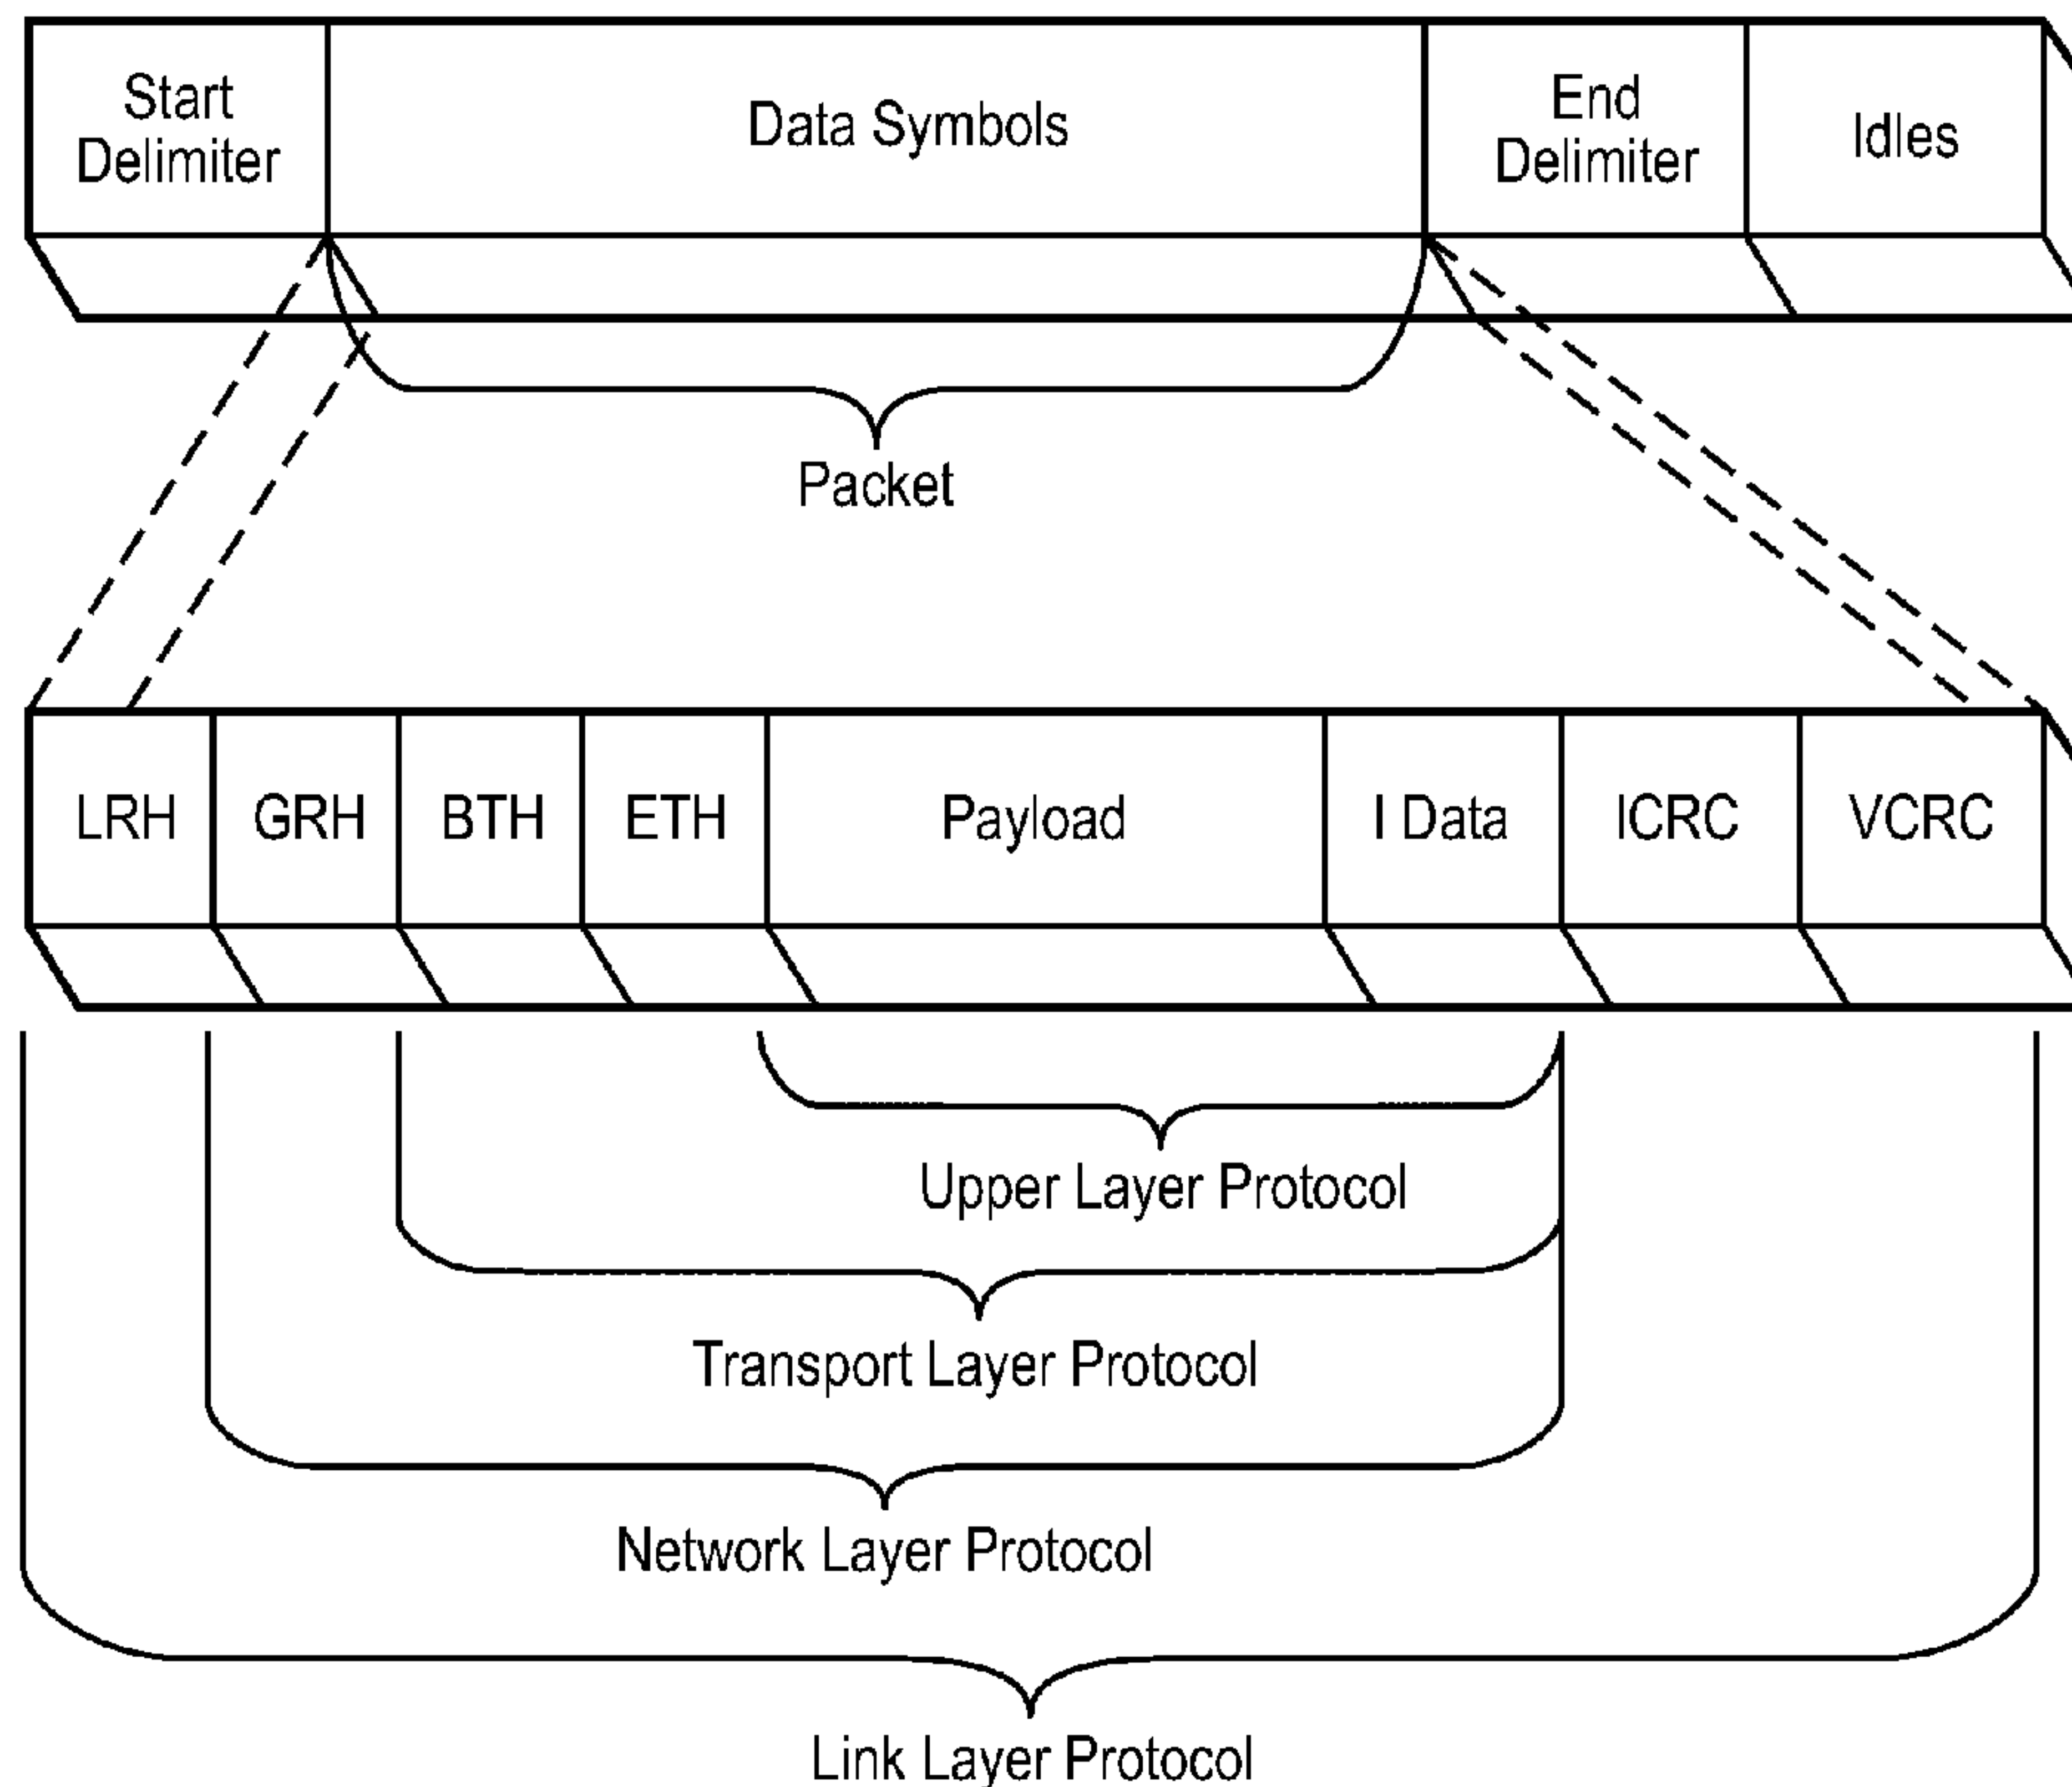 Start
Delimiter
Data Symbols
End
Delimiter
Idles
Packet
LRH
GRH
BTH
ETH
Payload
I Data
ICRC
VCRC
Upper Layer Protocol
Transport Layer Protocol
Network Layer Protocol
Link Layer Protocol